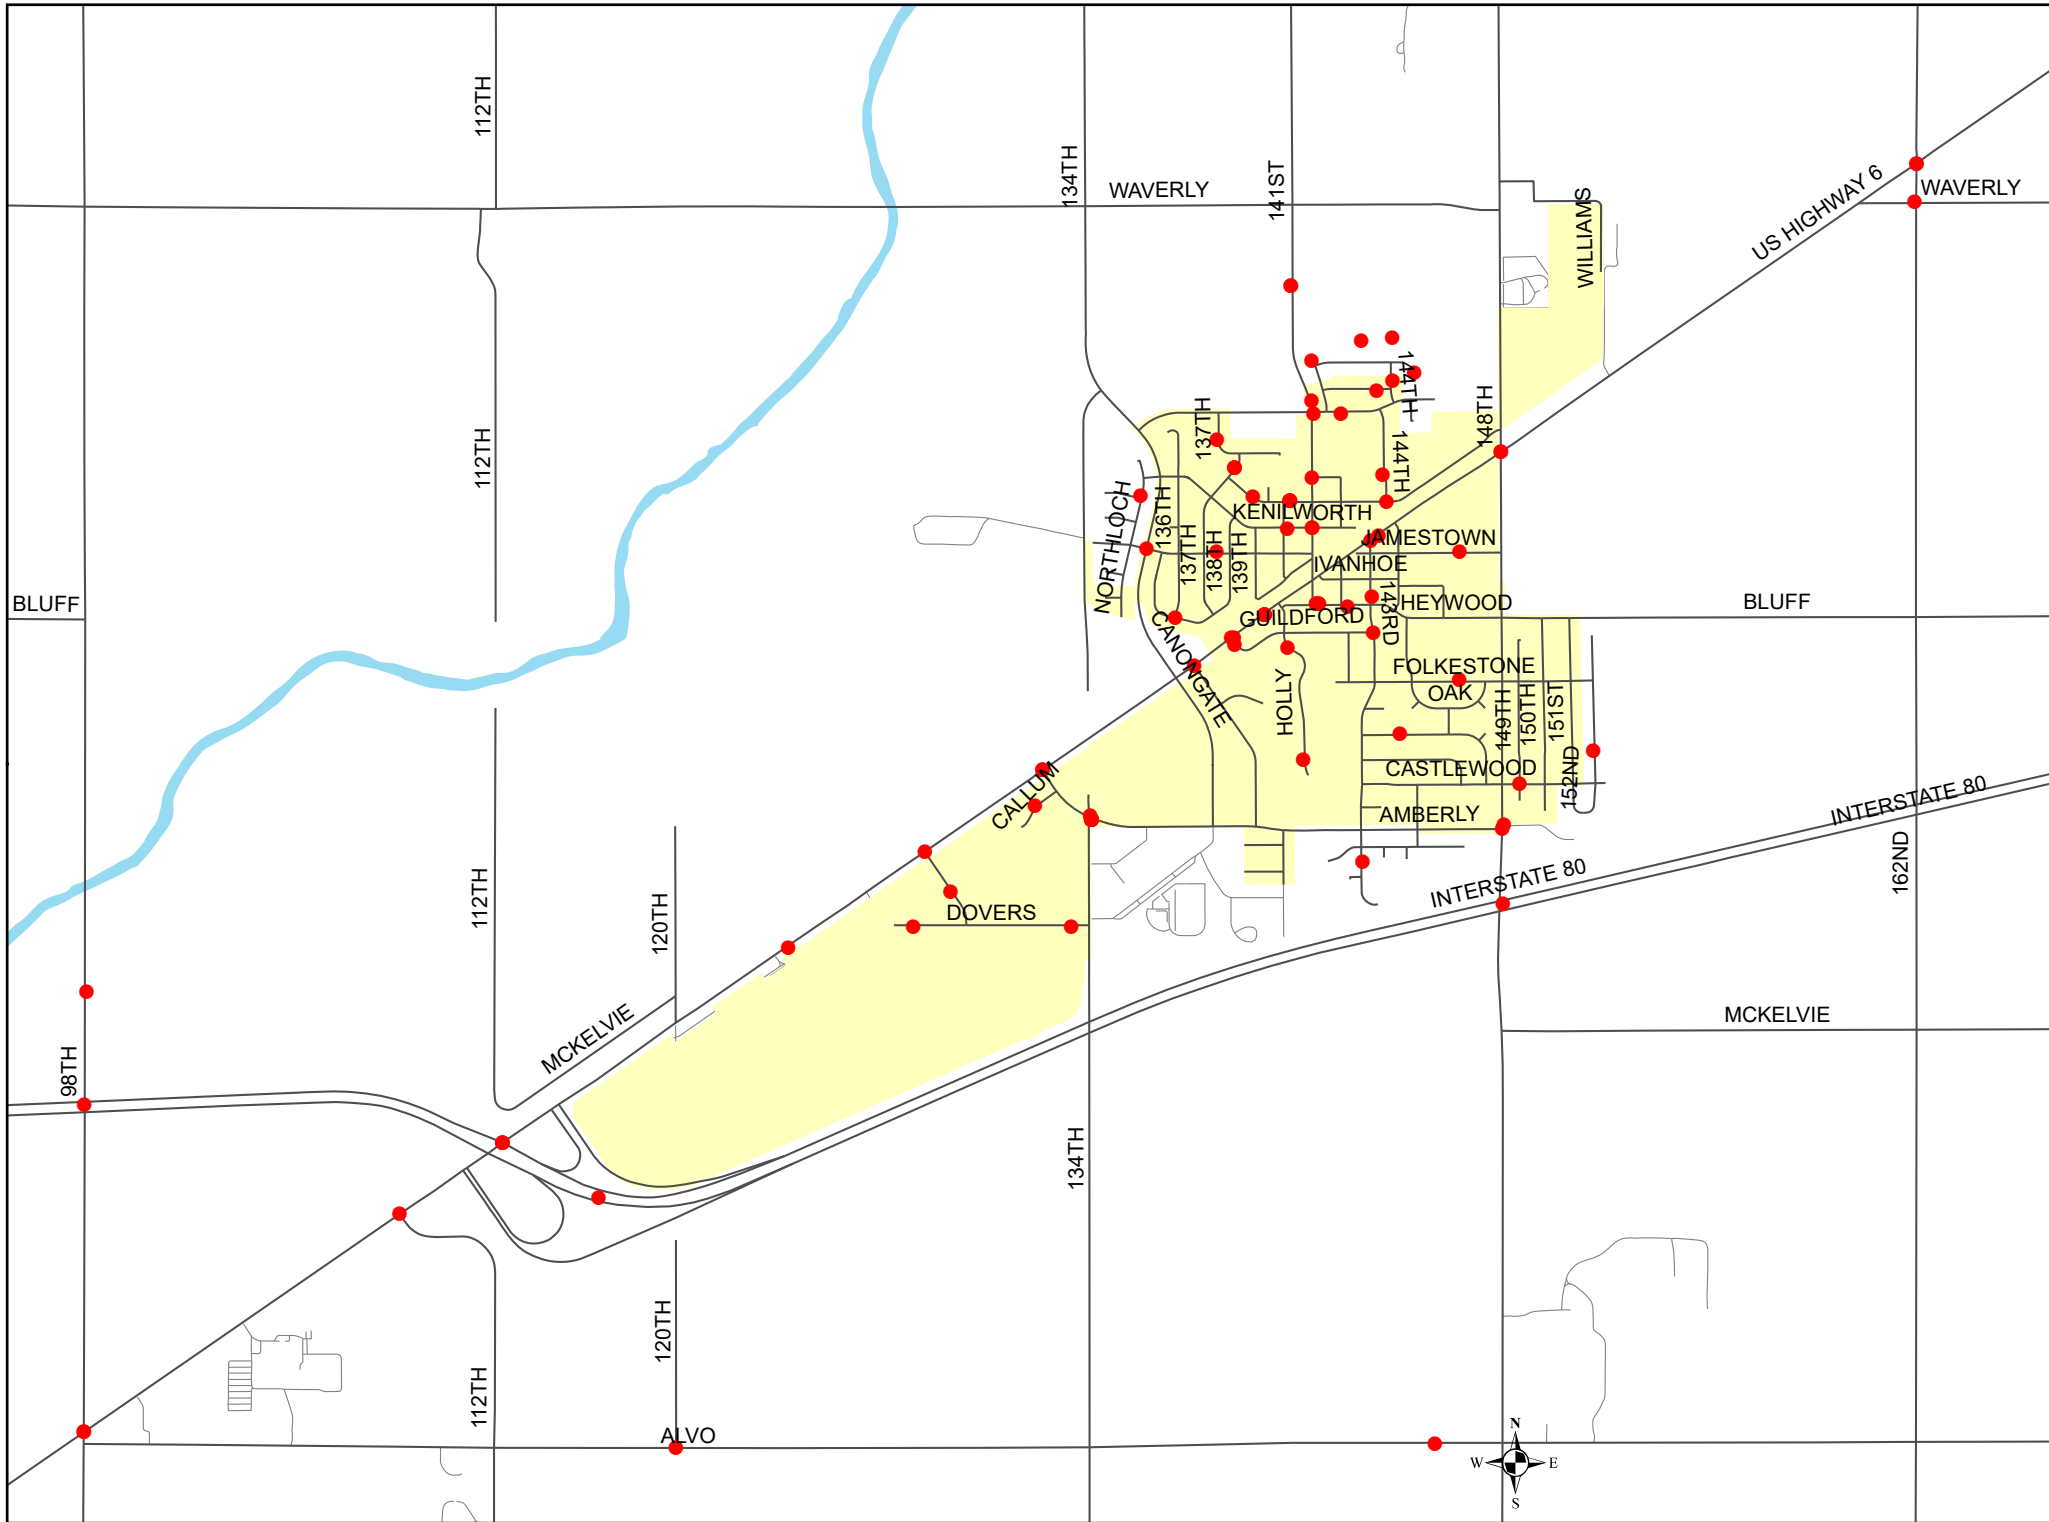 112TH
134TH
141ST
WAVERLY
WILLIAMS
US HIGHWAY 6
WAVERLY
144TH
137TH
148TH
144TH
112TH
NORTHLOCH
136TH
KENILWORTH
137TH
138TH
139TH
JAMESTOWN
IVANHOE
BLUFF
143RD
HEYWOOD
BLUFF
GUILDFORD
CANONGATE
FOLKESTONE
HOLLY
OAK
149TH
150TH
151ST
CASTLEWOOD
152ND
CALLUM
AMBERLY
INTERSTATE 80
162ND
INTERSTATE 80
112TH
120TH
DOVERS
MCKELVIE
MCKELVIE
98TH
134TH
120TH
112TH
ALVO
N
W E
S